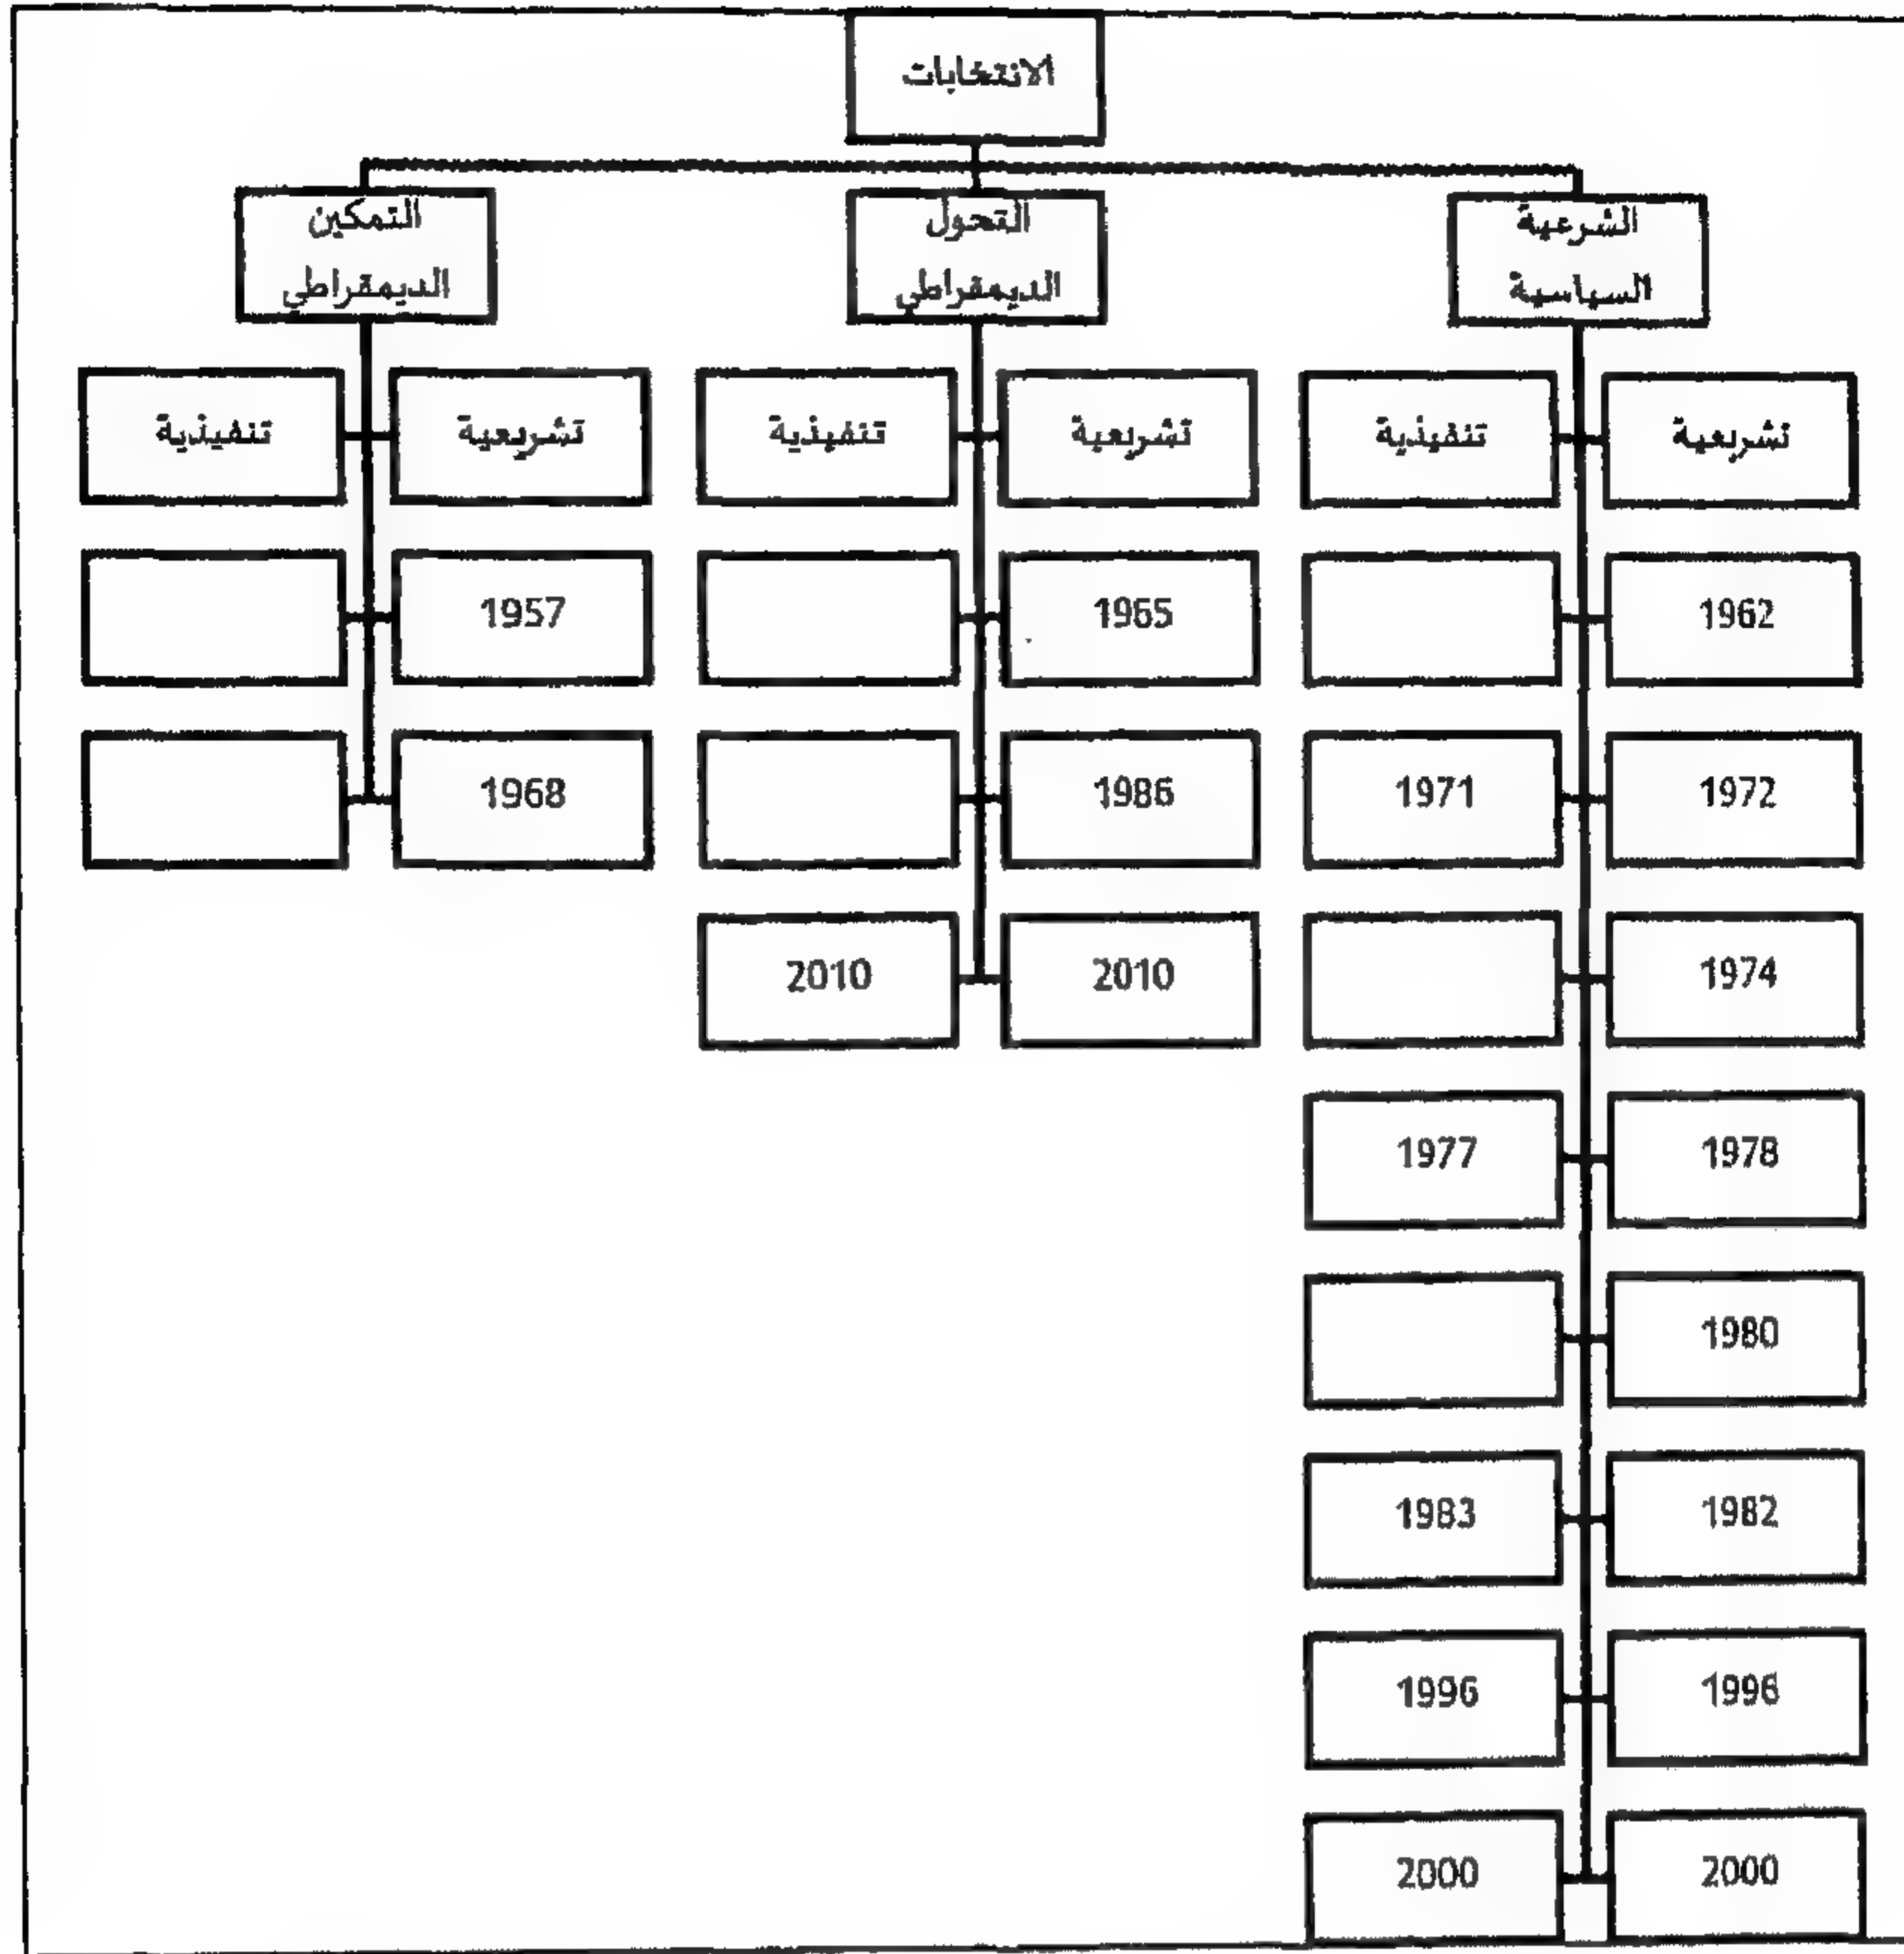 الانتخابات
الشرعية
السياسية
التحول
الديمقراطي
التمكين
الديمقراطي
تشريعية
تنفيذية
تشريعية
تنفيذية
تشريعية
تنفيذية
1962
1965
1957
1972
1971
1986
1968
1974
2010
2010
1978
1977
1980
1982
1983
1996
1996
2000
2000